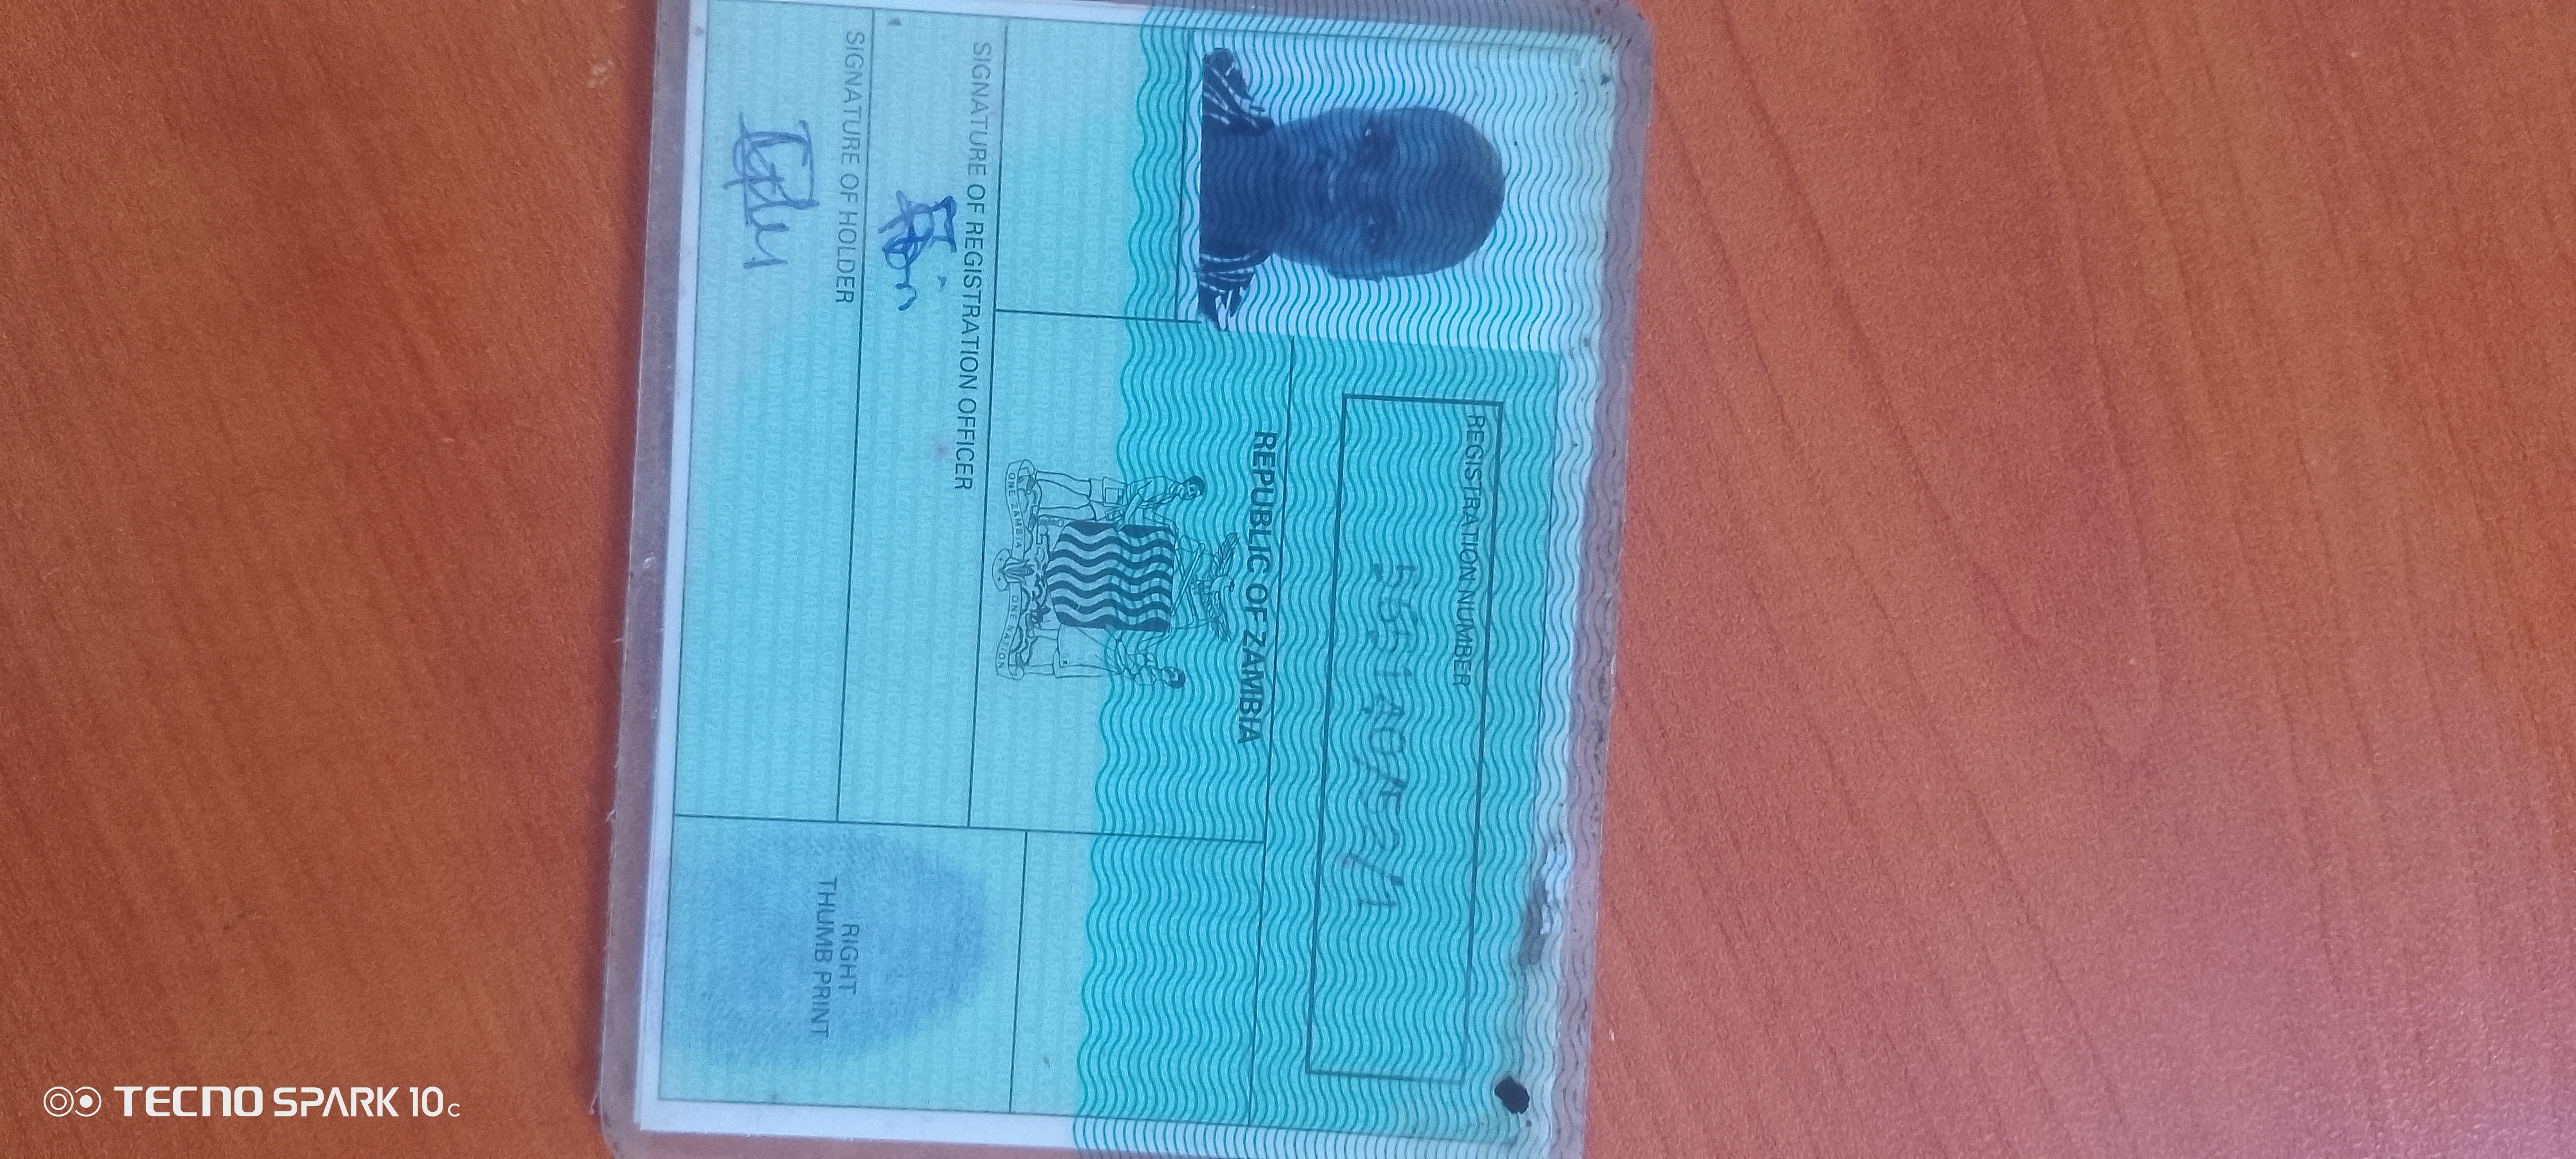 REGISTRATION NUMBER
REPUBLIC OF ZAMBIA
ONE ZAMBIA ONE NATION
SIGNATURE OF REGISTRATION OFFICER
SIGNATURE OF HOLDER
RIGHT
THUMB PRINT
TECNO SPARK 10C